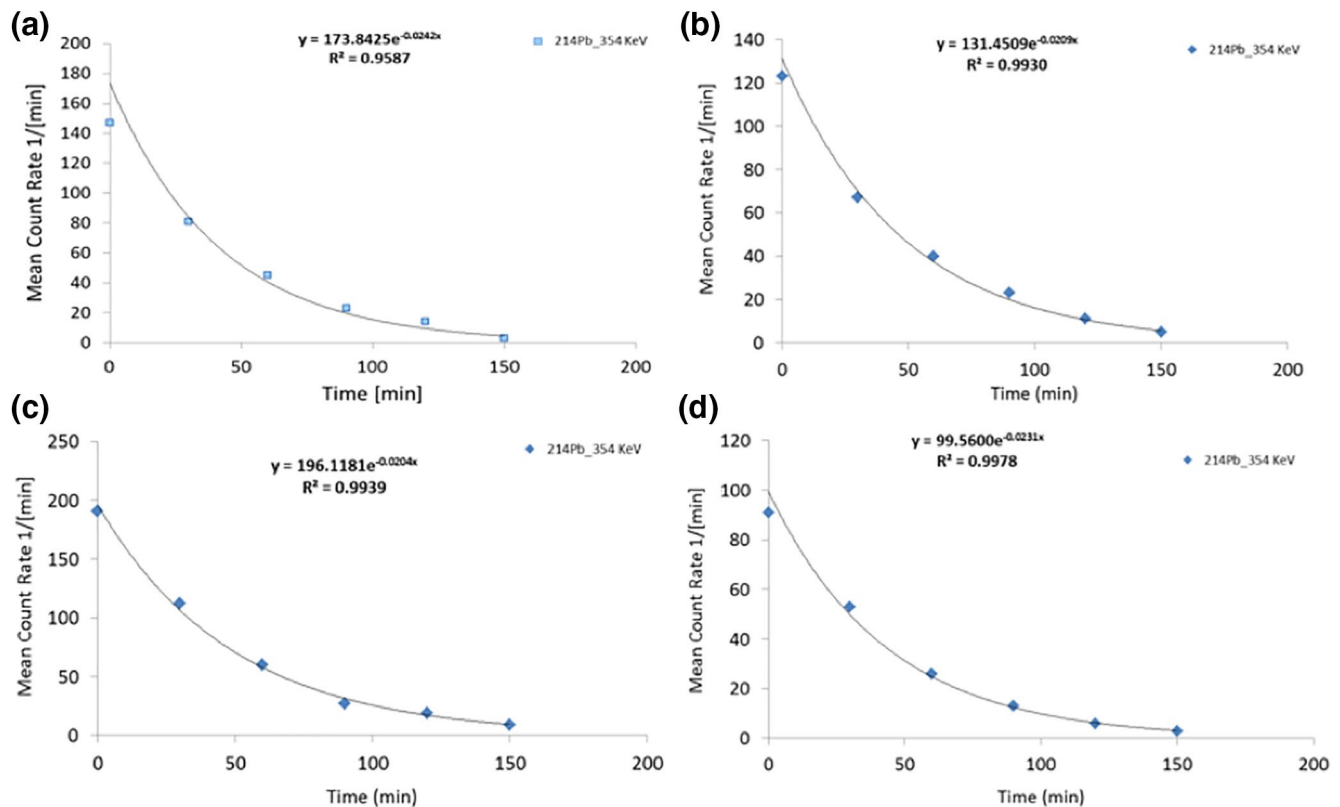 (a)
y = 173.8425e^-0.0242x
R² = 0.9587
214Pb_354 KeV
Mean Count Rate 1/[min]
200
180
160
140
120
100
80
60
40
20
0
0 50 100 150 200
Time [min]
(b)
y = 131.4509e^-0.0209x
R² = 0.9930
214Pb_354 KeV
Mean Count Rate 1/[min]
140
120
100
80
60
40
20
0
0 50 100 150 200
Time (min)
(c)
y = 196.1181e^-0.0204x
R² = 0.9939
214Pb_354 KeV
Mean Count Rate 1/[min]
250
200
150
100
50
0
0 50 100 150 200
Time (min)
(d)
y = 99.5600e^-0.0231x
R² = 0.9978
214Pb_354 KeV
Mean Count Rate 1/[min]
120
100
80
60
40
20
0
0 50 100 150 200
Time (min)